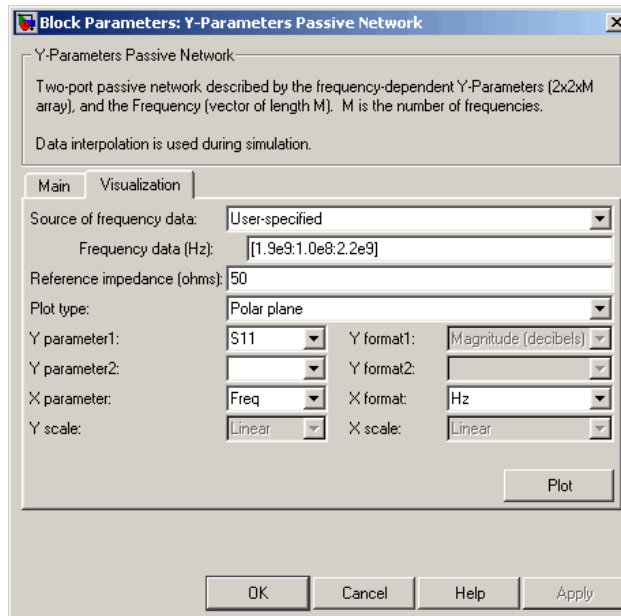 Block Parameters: Y-Parameters Passive Network
Y-Parameters Passive Network
Two-port passive network described by the frequency-dependent Y-Parameters (2x2xM
array), and the Frequency (vector of length M). M is the number of frequencies.
Data interpolation is used during simulation.
Main Visualization
Source of frequency data: User-specified
Frequency data (Hz): [1.9e9:1.0e8:2.2e9]
Reference impedance (ohms): 50
Plot type: Polar plane
Y parameter1: S11 Y format1: Magnitude (decibels)
Y parameter2: Y format2:
X parameter: Freq X format: Hz
Y scale: Linear X scale: Linear
Plot
OK Cancel Help Apply